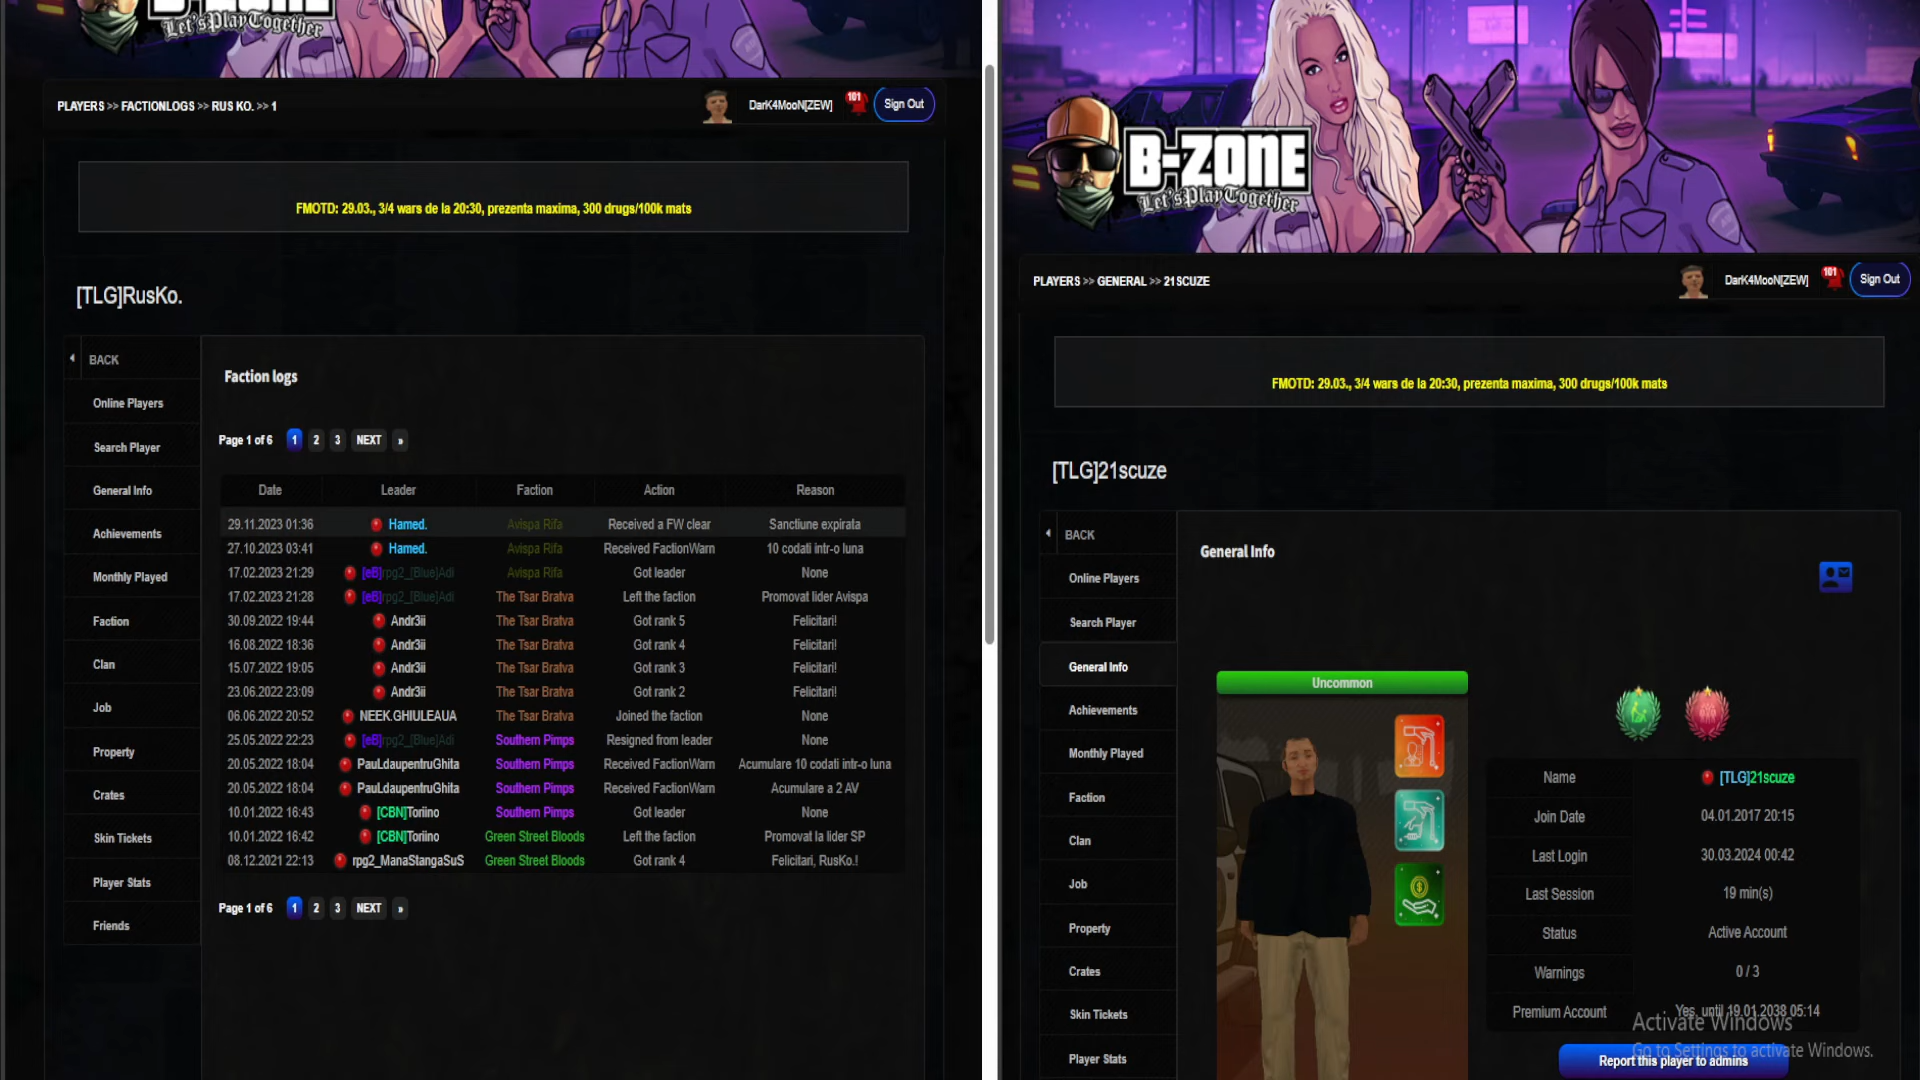 B-ZONE
Let's Play Together
PLAYERS >> FACTIONLOGS >> RUS KO. >> 1
DarK4MooN[ZEW]
101
Sign Out
FMOTD: 29.03., 3/4 wars de la 20:30, prezenta maxima, 300 drugs/100k mats
[TLG]RusKo.
BACK
Online Players
Search Player
General Info
Achievements
Monthly Played
Faction
Clan
Job
Property
Crates
Skin Tickets
Player Stats
Friends
Faction logs
Page 1 of 6 1 2 3 NEXT »
Date Leader Faction Action Reason
29.11.2023 01:36 Hamed. Avispa Rifa Received a FW clear Sanctiune expirata
27.10.2023 03:41 Hamed. Avispa Rifa Received FactionWarn 10 codati intr-o luna
17.02.2023 21:29 [eB]rpg2_[Blue]Adi Avispa Rifa Got leader None
17.02.2023 21:28 [eB]rpg2_[Blue]Adi The Tsar Bratva Left the faction Promovat lider Avispa
30.09.2022 19:44 Andr3ii The Tsar Bratva Got rank 5 Felicitari!
16.08.2022 18:36 Andr3ii The Tsar Bratva Got rank 4 Felicitari!
15.07.2022 19:05 Andr3ii The Tsar Bratva Got rank 3 Felicitari!
23.06.2022 23:09 Andr3ii The Tsar Bratva Got rank 2 Felicitari!
06.06.2022 20:52 NEEK.GHIULEAUA The Tsar Bratva Joined the faction None
25.05.2022 22:23 [eB]rpg2_[Blue]Adi Southern Pimps Resigned from leader None
20.05.2022 18:04 PauLdaupentruGhita Southern Pimps Received FactionWarn Acumulare 10 codati intr-o luna
20.05.2022 18:04 PauLdaupentruGhita Southern Pimps Received FactionWarn Acumulare a 2 AV
10.01.2022 16:43 [CBN]Toriino Southern Pimps Got leader None
10.01.2022 16:42 [CBN]Toriino Green Street Bloods Left the faction Promovat la lider SP
08.12.2021 22:13 rpg2_ManaStangaSuS Green Street Bloods Got rank 4 Felicitari, RusKo.!
Page 1 of 6 1 2 3 NEXT »
B-ZONE
Let's Play Together
PLAYERS >> GENERAL >> 21SCUZE
DarK4MooN[ZEW]
101
Sign Out
FMOTD: 29.03., 3/4 wars de la 20:30, prezenta maxima, 300 drugs/100k mats
[TLG]21scuze
BACK
Online Players
Search Player
General Info
Achievements
Monthly Played
Faction
Clan
Job
Property
Crates
Skin Tickets
Player Stats
General Info
Uncommon
Name [TLG]21scuze
Join Date 04.01.2017 20:15
Last Login 30.03.2024 00:42
Last Session 19 min(s)
Status Active Account
Warnings 0 / 3
Premium Account Yes, until 19.01.2038 05:14
Report this player to admins
Activate Windows
Go to Settings to activate Windows.